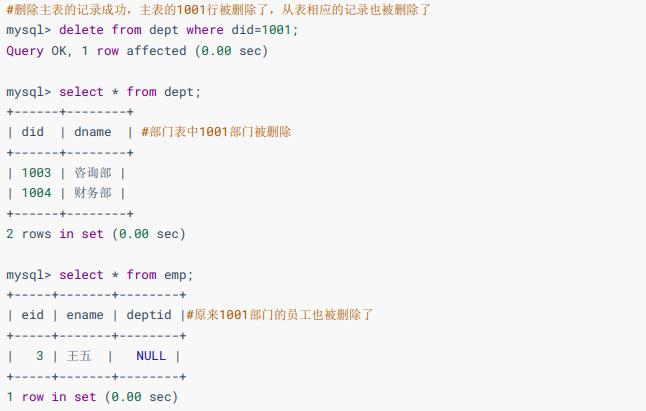 #删除主表的记录成功，主表的1001行被删除了，从表相应的记录也被删除了
mysql> delete from dept where did=1001;
Query OK, 1 row affected (0.00 sec)
mysql> select * from dept;
+------+--------+
| did  | dname  | #部门表中1001部门被删除
+------+--------+
| 1003 | 咨询部 |
| 1004 | 财务部 |
+------+--------+
2 rows in set (0.00 sec)
mysql> select * from emp;
+-----+-------+--------+
| eid | ename | deptid |#原来1001部门的员工也被删除了
+-----+-------+--------+
|   3 | 王五  |   NULL |
+-----+-------+--------+
1 row in set (0.00 sec)